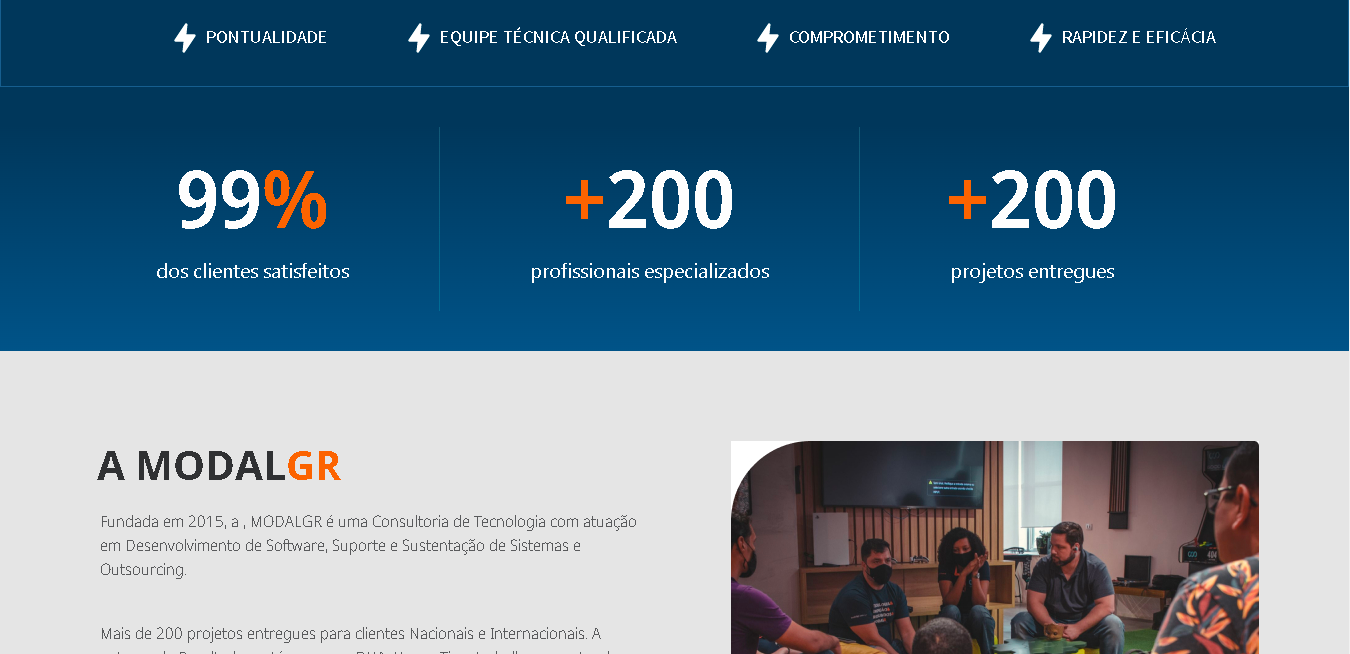 PONTUALIDADE
EQUIPE TÉCNICA QUALIFICADA
COMPROMETIMENTO
RAPIDEZ E EFICÁCIA
99%
dos clientes satisfeitos
+200
profissionais especializados
+200
projetos entregues
A MODALGR
Fundada em 2015, a , MODALGR é uma Consultoria de Tecnologia com atuação
em Desenvolvimento de Software, Suporte e Sustentação de Sistemas e
Outsourcing.
Mais de 200 projetos entregues para clientes Nacionais e Internacionais. A